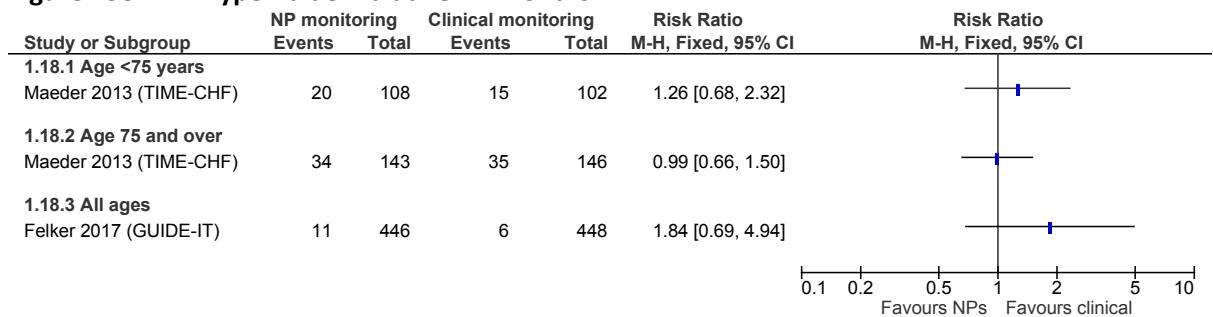 NP monitoring Clinical monitoring Risk Ratio Risk Ratio
Study or Subgroup Events Total Events Total M-H, Fixed, 95% CI M-H, Fixed, 95% CI
1.18.1 Age <75 years
Maeder 2013 (TIME-CHF) 20 108 15 102 1.26 [0.68, 2.32]
1.18.2 Age 75 and over
Maeder 2013 (TIME-CHF) 34 143 35 146 0.99 [0.66, 1.50]
1.18.3 All ages
Felker 2017 (GUIDE-IT) 11 446 6 448 1.84 [0.69, 4.94]
0.1 0.2 0.5 1 2 5 10
Favours NPs Favours clinical